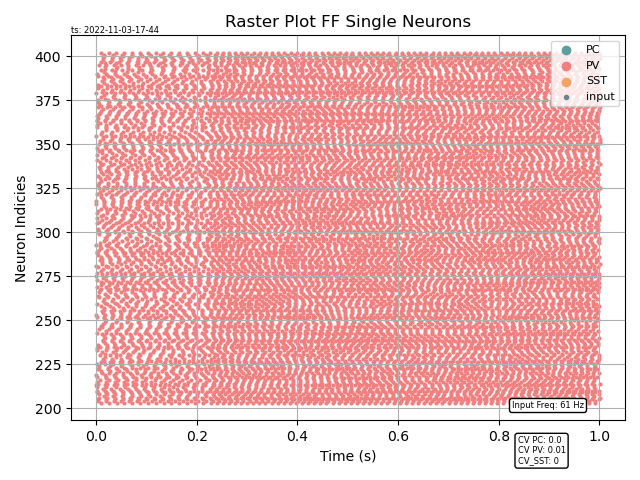 Raster Plot FF Single Neurons
ts: 2022-11-03-17-44
PC
PV
SST
input
Neuron Indicies
400
375
350
325
300
275
250
225
200
Input Freq: 61 Hz
0.0 0.2 0.4 0.6 0.8 1.0
Time (s)
CV PC: 0.0
CV PV: 0.01
CV_SST: 0